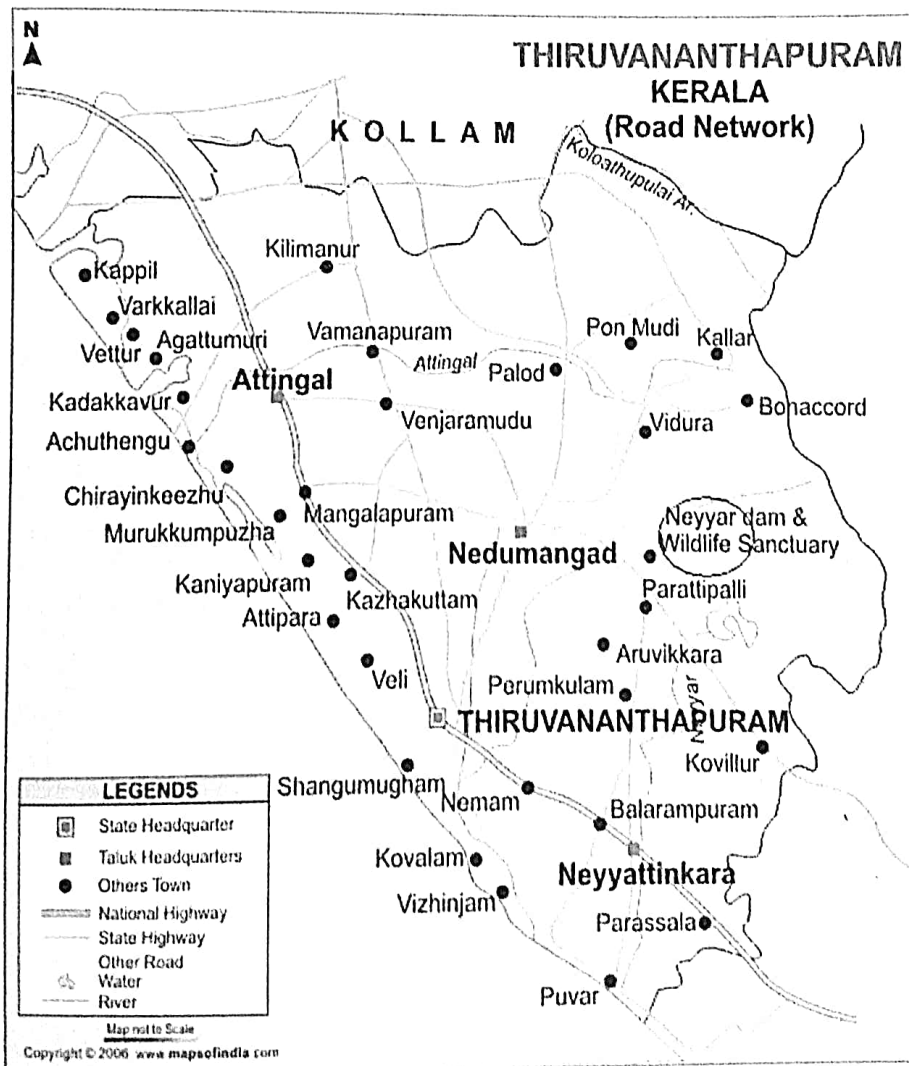 N
THIRUVANANTHAPURAM
KERALA
(Road Network)
KOLLAM
Koloathupulai Ar.
Kilimanur
Kappil
Varkkallai
Vettur
Agattumuri
Vamanapuram
Attingal
Pon Mudi
Kallar
Palod
Attingal
Kadakkavur
Venjaramudu
Bonaccord
Vidura
Achuthengu
Chirayinkeezhu
Mangalapuram
Murukkumpuzha
Neyyar dam &
Wildlife Sanctuary
Nedumangad
Kaniyapuram
Kazhakuttam
Parattipalli
Attipara
Aruvikkara
Veli
Perumkulam
Neyyar
THIRUVANANTHAPURAM
Kovillur
Shangumugham
Nemam
Balarampuram
Kovalam
Neyyattinkara
Vizhinjam
Parassala
Puvar
LEGENDS
State Headquarter
Taluk Headquarters
Others Town
National Highway
State Highway
Other Road
Water
River
Map not to Scale
Copyright © 2006 www.mapsofindia.com